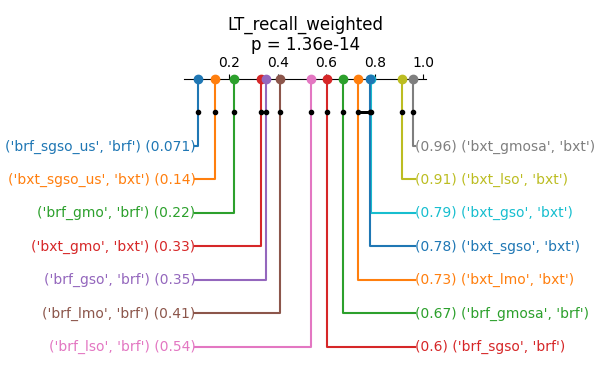 LT_recall_weighted
p = 1.36e-14
0.2 0.4 0.6 0.8 1.0
('brf_sgso_us', 'brf') (0.071) (0.96) ('bxt_gmosa', 'bxt')
('bxt_sgso_us', 'bxt') (0.14) (0.91) ('bxt_lso', 'bxt')
('brf_gmo', 'brf') (0.22) (0.79) ('bxt_gso', 'bxt')
('bxt_gmo', 'bxt') (0.33) (0.78) ('bxt_sgso', 'bxt')
('brf_gso', 'brf') (0.35) (0.73) ('bxt_lmo', 'bxt')
('brf_lmo', 'brf') (0.41) (0.67) ('brf_gmosa', 'brf')
('brf_lso', 'brf') (0.54) (0.6) ('brf_sgso', 'brf')